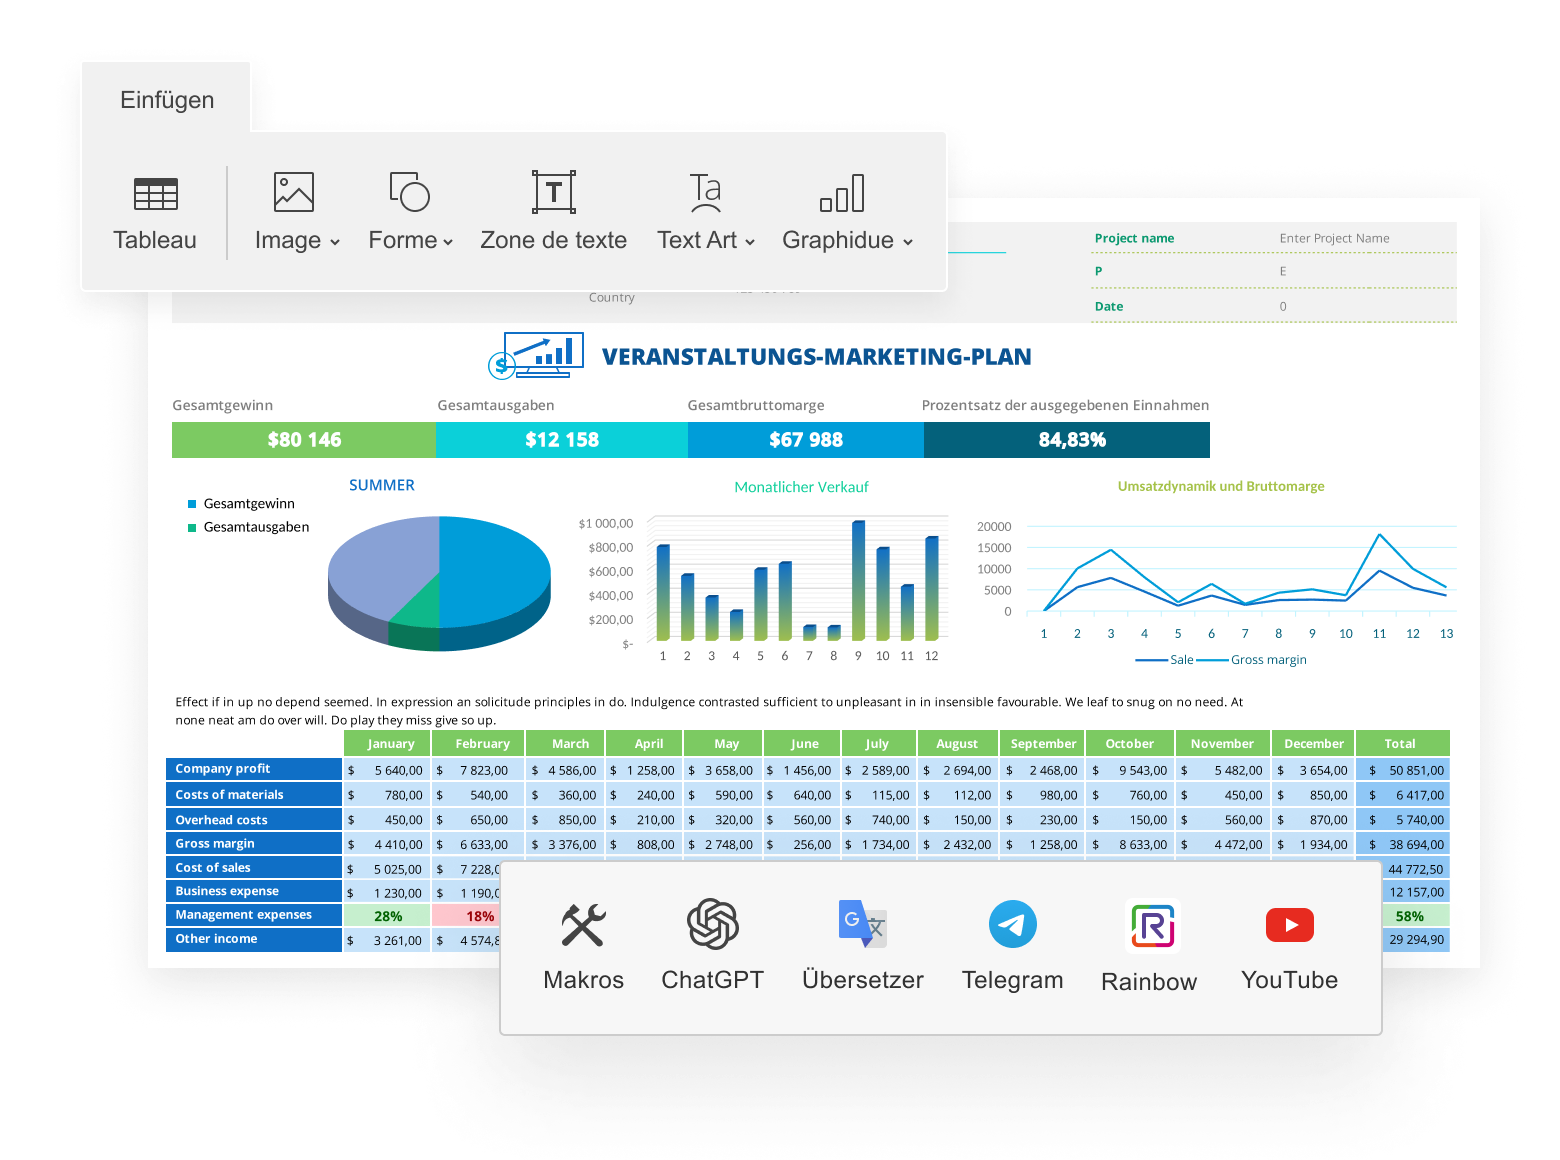 Einfügen
Tableau Image Forme Zone de texte Text Art Graphidue
Project name Enter Project Name
P E
Country
Date 0
VERANSTALTUNGS-MARKETING-PLAN
Gesamtgewinn Gesamtausgaben Gesamtbruttomarge Prozentsatz der ausgegebenen Einnahmen
$80 146 $12 158 $67 988 84,83%
SUMMER
Gesamtgewinn
Gesamtausgaben
Monatlicher Verkauf
$1 000,00
$800,00
$600,00
$400,00
$200,00
$-
1 2 3 4 5 6 7 8 9 10 11 12
Umsatzdynamik und Bruttomarge
20000
15000
10000
5000
0
1 2 3 4 5 6 7 8 9 10 11 12 13
Sale Gross margin
Effect if in up no depend seemed. In expression an solicitude principles in do. Indulgence contrasted sufficient to unpleasant in in insensible favourable. We leaf to snug on no need. At
none neat am do over will. Do play they miss give so up.
January February March April May June July August September October November December Total
Company profit $ 5 640,00 $ 7 823,00 $ 4 586,00 $ 1 258,00 $ 3 658,00 $ 1 456,00 $ 2 589,00 $ 2 694,00 $ 2 468,00 $ 9 543,00 $ 5 482,00 $ 3 654,00 $ 50 851,00
Costs of materials $ 780,00 $ 540,00 $ 360,00 $ 240,00 $ 590,00 $ 640,00 $ 115,00 $ 112,00 $ 980,00 $ 760,00 $ 450,00 $ 850,00 $ 6 417,00
Overhead costs $ 450,00 $ 650,00 $ 850,00 $ 210,00 $ 320,00 $ 560,00 $ 740,00 $ 150,00 $ 230,00 $ 150,00 $ 560,00 $ 870,00 $ 5 740,00
Gross margin $ 4 410,00 $ 6 633,00 $ 3 376,00 $ 808,00 $ 2 748,00 $ 256,00 $ 1 734,00 $ 2 432,00 $ 1 258,00 $ 8 633,00 $ 4 472,00 $ 1 934,00 $ 38 694,00
Cost of sales $ 5 025,00 $ 7 228,0 44 772,50
Business expense $ 1 230,00 $ 1 190,0 12 157,00
Management expenses 28% 18% 58%
Other income $ 3 261,00 $ 4 574,8 29 294,90
Makros ChatGPT Übersetzer Telegram Rainbow YouTube